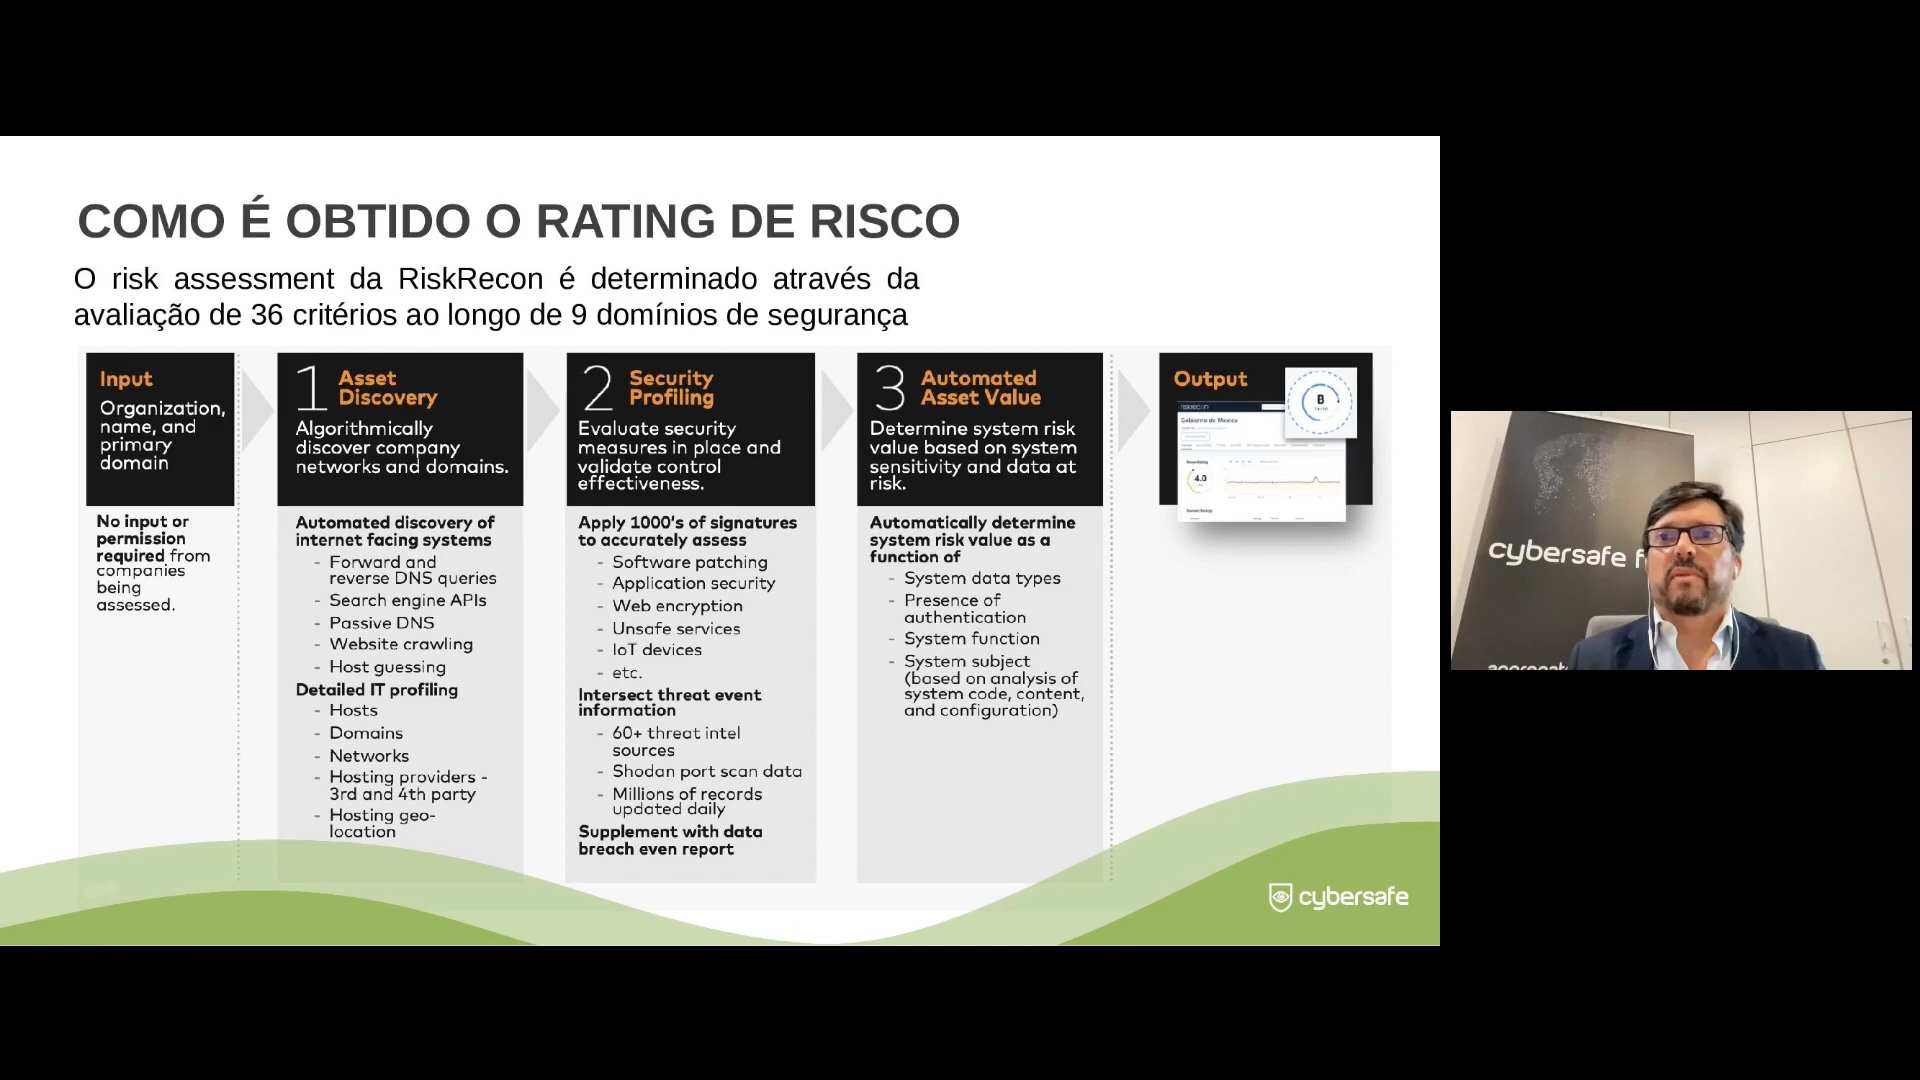 COMO É OBTIDO O RATING DE RISCO
O risk assessment da RiskRecon é determinado através da
avaliação de 36 critérios ao longo de 9 domínios de segurança
Input
Organization,
name, and
primary
domain
No input or
permission
required from
companies
being
assessed.
1 Asset
Discovery
Algorithmically
discover company
networks and domains.
Automated discovery of
internet facing systems
- Forward and
reverse DNS queries
- Search engine APIs
- Passive DNS
- Website crawling
- Host guessing
Detailed IT profiling
- Hosts
- Domains
- Networks
- Hosting providers -
3rd and 4th party
- Hosting geo-
location
2 Security
Profiling
Evaluate security
measures in place and
validate control
effectiveness.
Apply 1000's of signatures
to accurately assess
- Software patching
- Application security
- Web encryption
- Unsafe services
- IoT devices
- etc.
Intersect threat event
information
- 60+ threat intel
sources
- Shodan port scan data
- Millions of records
updated daily
Supplement with data
breach even report
3 Automated
Asset Value
Determine system risk
value based on system
sensitivity and data at
risk.
Automatically determine
system risk value as a
function of
- System data types
- Presence of
authentication
- System function
- System subject
(based on analysis of
system code, content,
and configuration)
Output
B
riskrecon
Gobierno de Mexico
4.0
cybersafe
cybersafe